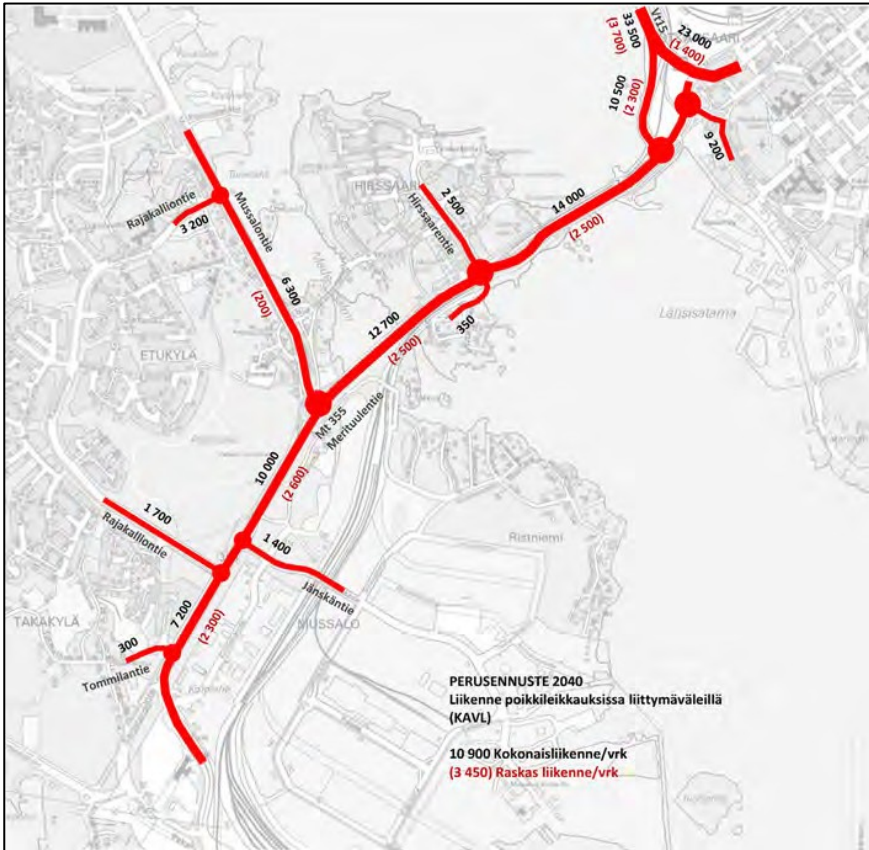 33 500
(3 700)
Vt15
23 000
(1 400)
10 500
(2 300)
9 200
14 000
(2 500)
HIRSSAARI
2 500
Hirssaarentie
350
12 700
(2 500)
Länsisatama
Rajakalliontie
3 200
Mussalontie
6 300
(200)
ETUKYLÄ
Mt 355
Merituulentie
10 000
(2 600)
1 700
Rajakalliontie
1 400
Jänskäntie
Ristniemi
TAKAKYLÄ
7 200
(2 300)
MUSSALO
300
Tommilantie
PERUSENNUSTE 2040
Liikenne poikkileikkauksissa liittymäväleillä
(KAVL)
10 900 Kokonaisliikenne/vrk
(3 450) Raskas liikenne/vrk